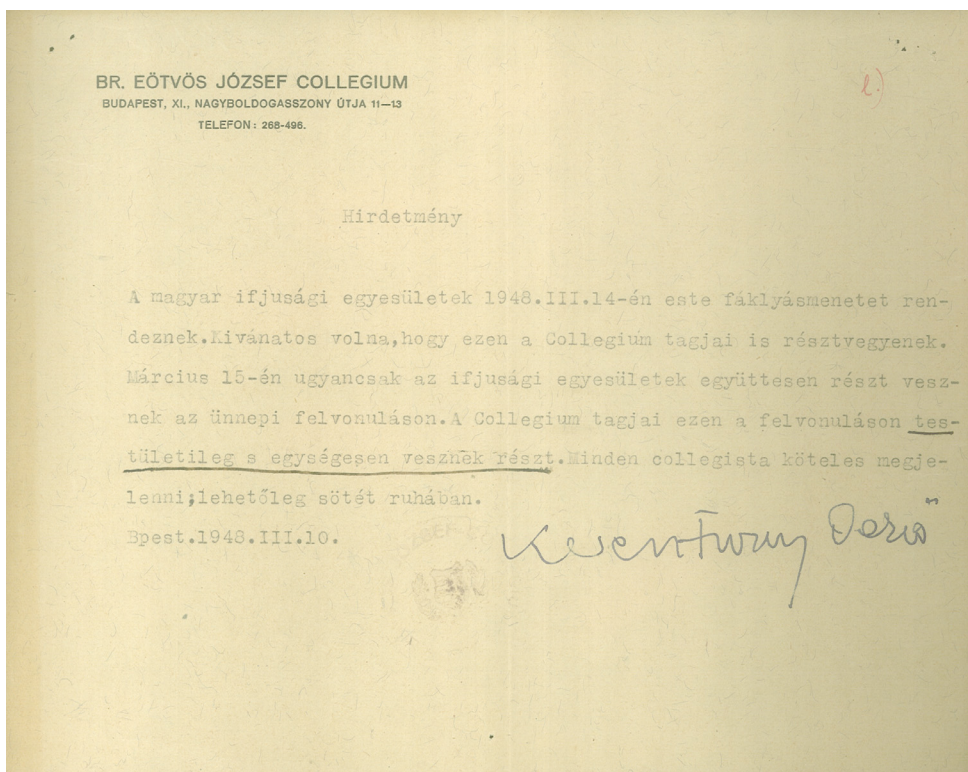 BR. EÖTVÖS JÓZSEF COLLEGIUM
BUDAPEST, XI., NAGYBOLDOGASSZONY ÚTJA 11—13
TELEFON: 268-496.
l.)
Hirdetmény
A magyar ifjusági egyesületek 1948.III.14-én este fáklyásmenetet ren-
deznek.Kivánatos volna,hogy ezen a Collegium tagjai is résztvegyenek.
Március 15-én ugyancsak az ifjusági egyesületek együttesen részt vesz-
nek az ünnepi felvonuláson.A Collegium tagjai ezen a felvonuláson tes-
tületileg s egységesen vesznek részt.Minden collegista köteles megje-
lenni;lehetőleg sötét ruhában.
Bpest.1948.III.10.
Keresztury Dezső